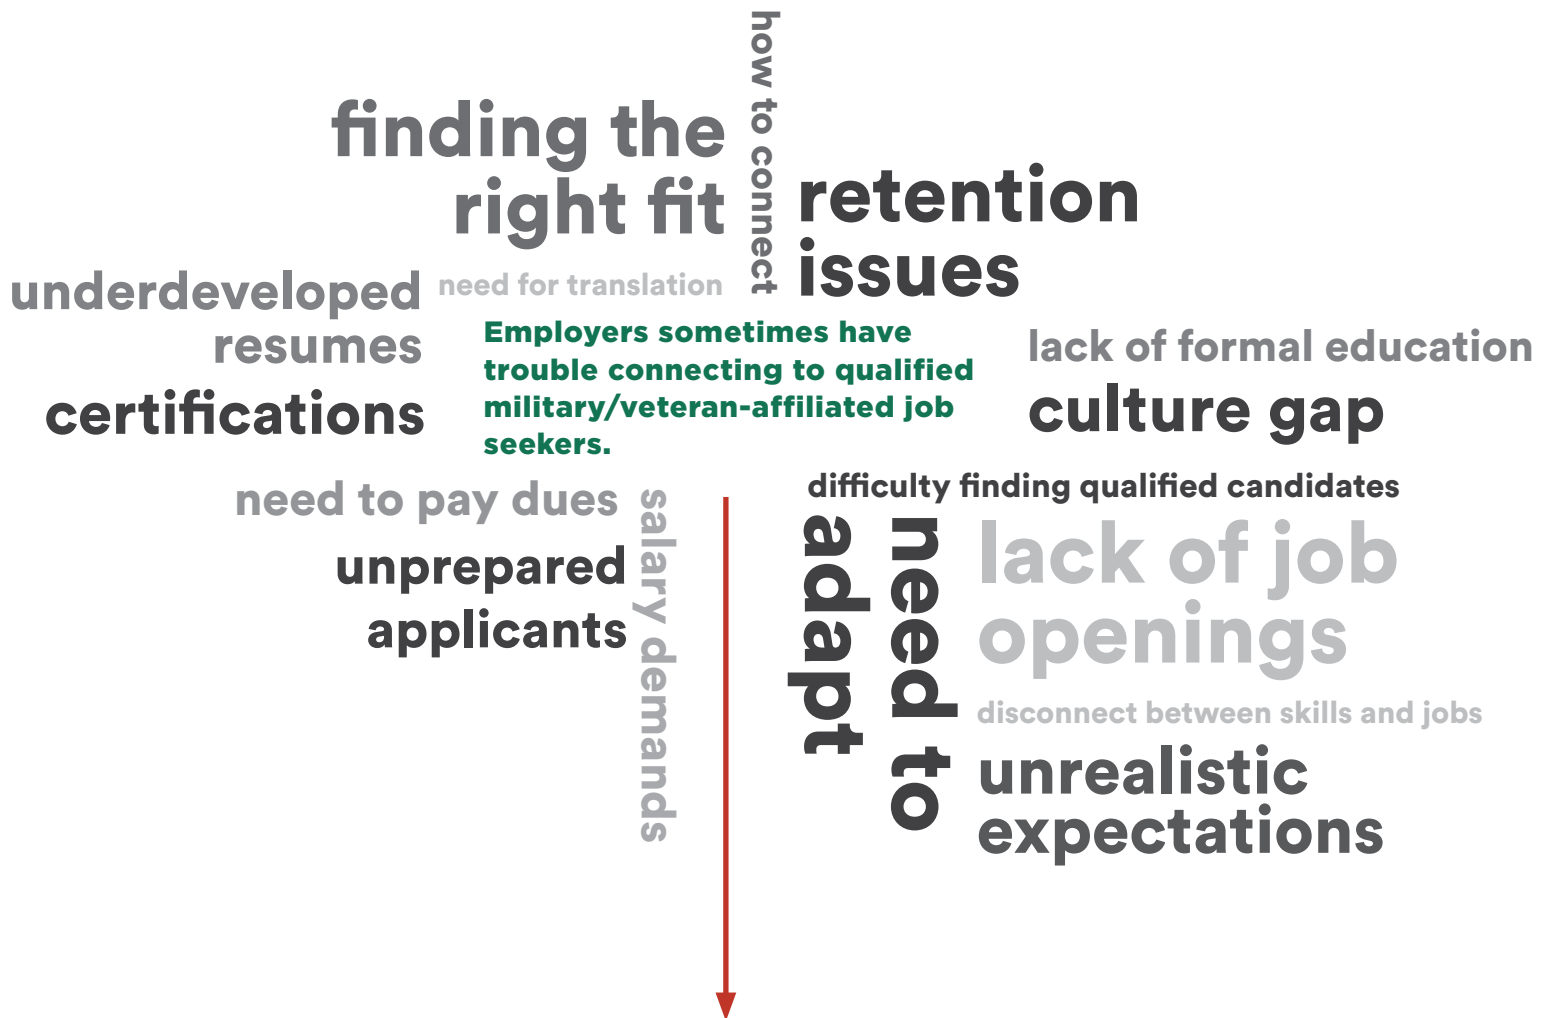 how to connect
finding the
right fit
retention
issues
underdeveloped
resumes
need for translation
certifications
Employers sometimes have
trouble connecting to qualified
military/veteran-affiliated job
seekers.
lack of formal education
culture gap
need to pay dues
unprepared
applicants
salary demands
difficulty finding qualified candidates
need to
adapt
lack of job
openings
disconnect between skills and jobs
unrealistic
expectations